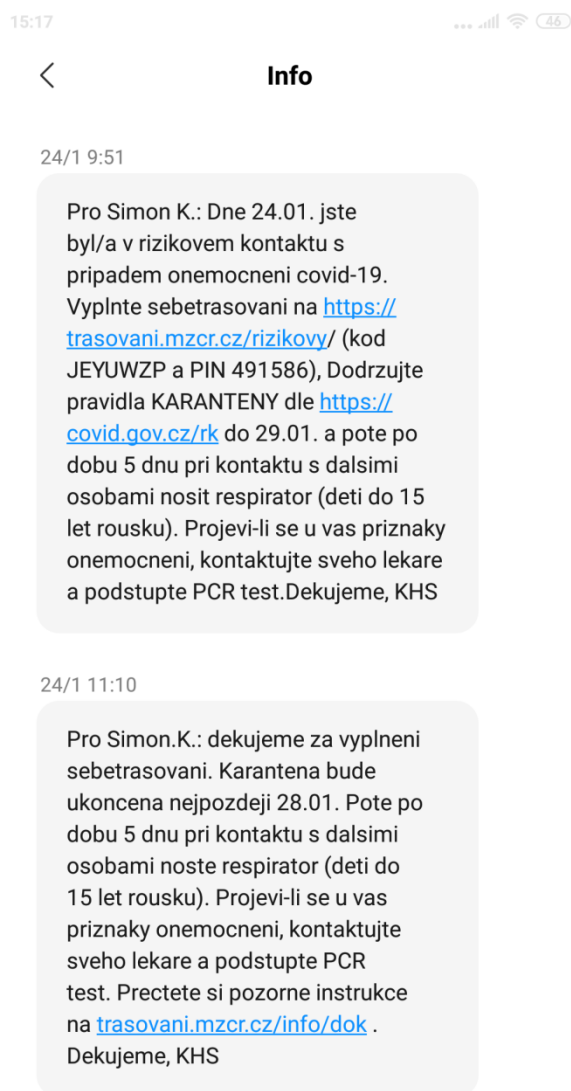 15:17
46
Info
24/1 9:51
Pro Simon K.: Dne 24.01. jste
byl/a v rizikovem kontaktu s
pripadem onemocneni covid-19.
Vyplnte sebetrasovani na https://
trasovani.mzcr.cz/rizikovy/ (kod
JEYUWZP a PIN 491586), Dodrzujte
pravidla KARANTENY dle https://
covid.gov.cz/rk do 29.01. a pote po
dobu 5 dnu pri kontaktu s dalsimi
osobami nosit respirator (deti do 15
let rousku). Projevi-li se u vas priznaky
onemocneni, kontaktujte sveho lekare
a podstupte PCR test.Dekujeme, KHS
24/1 11:10
Pro Simon.K.: dekujeme za vyplneni
sebetrasovani. Karantena bude
ukoncena nejpozdeji 28.01. Pote po
dobu 5 dnu pri kontaktu s dalsimi
osobami noste respirator (deti do
15 let rousku). Projevi-li se u vas
priznaky onemocneni, kontaktujte
sveho lekare a podstupte PCR
test. Prectete si pozorne instrukce
na trasovani.mzcr.cz/info/dok .
Dekujeme, KHS